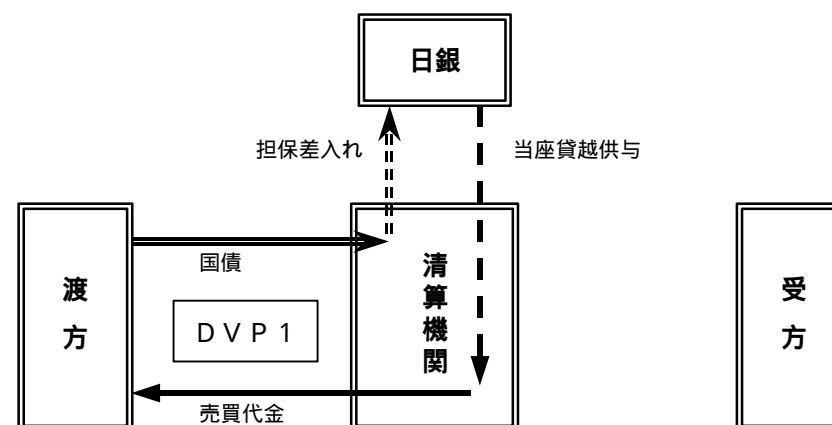 日銀
担保差入れ
当座貸越供与
国債
渡方
清算機関
受方
ＤＶＰ１
売買代金